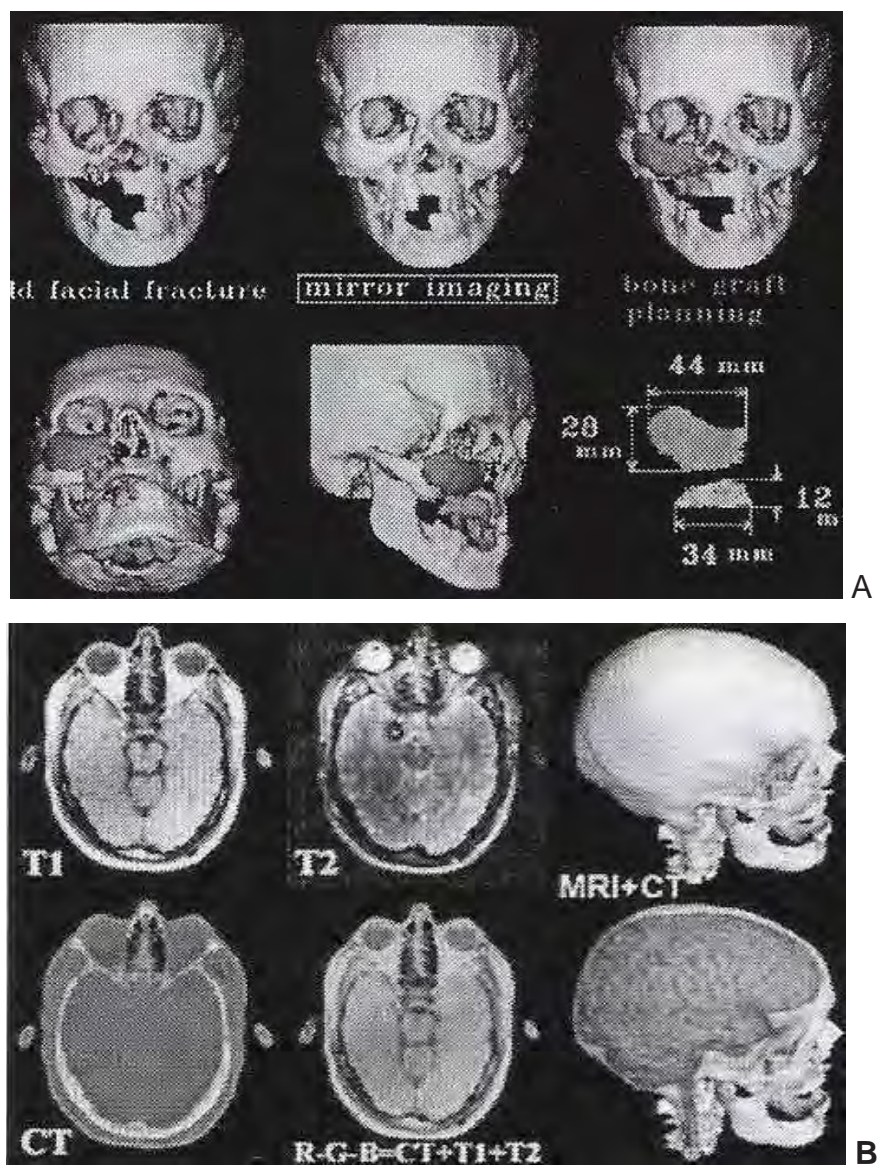 ld facial fracture
mirror imaging
bone graft
planning
44 mm
28
mm
12
m
34 mm
A
T1
T2
MRI+CT
CT
R-G-B=CT+T1+T2
B